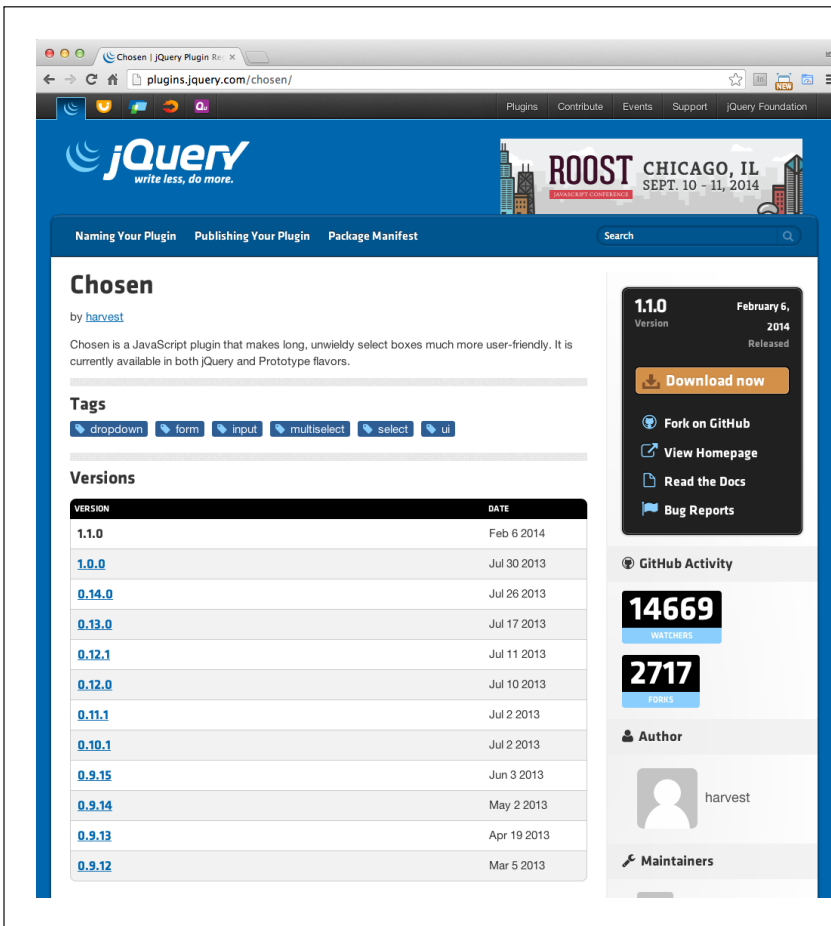 Chosen | jQuery Plugin Re
plugins.jquery.com/chosen/
NEW
Plugins Contribute Events Support jQuery Foundation
jQuery
write less, do more.
ROOST
JAVASCRIPT CONFERENCE
CHICAGO, IL
SEPT. 10 - 11, 2014
Naming Your Plugin Publishing Your Plugin Package Manifest
Search
Chosen
by harvest
Chosen is a JavaScript plugin that makes long, unwieldy select boxes much more user-friendly. It is
currently available in both jQuery and Prototype flavors.
Tags
dropdown form input multiselect select ui
Versions
VERSION DATE
1.1.0 Feb 6 2014
1.0.0 Jul 30 2013
0.14.0 Jul 26 2013
0.13.0 Jul 17 2013
0.12.1 Jul 11 2013
0.12.0 Jul 10 2013
0.11.1 Jul 2 2013
0.10.1 Jul 2 2013
0.9.15 Jun 3 2013
0.9.14 May 2 2013
0.9.13 Apr 19 2013
0.9.12 Mar 5 2013
1.1.0
Version
February 6,
2014
Released
Download now
Fork on GitHub
View Homepage
Read the Docs
Bug Reports
GitHub Activity
14669
WATCHERS
2717
FORKS
Author
harvest
Maintainers